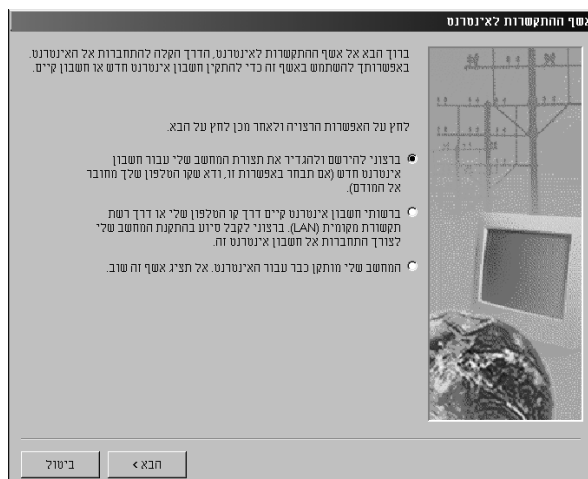 אשף ההתקשרות לאינטרנט
ברוך הבא אל אשף ההתקשרות לאינטרנט, הדרך הקלה להתחברות אל האינטרנט.
באפשרותך להשתמש באשף זה כדי להתקין חשבון אינטרנט חדש או חשבון קיים.
לחץ על האפשרות הרצויה ולאחר מכן לחץ על הבא.
ברצוני להירשם ולהגדיר את תצורת המחשב שלי עבור חשבון
אינטרנט חדש (אם תבחר באפשרות זו, ודא שקו הטלפון שלך מחובר
אל המודם).
ברשותי חשבון אינטרנט קיים דרך קו הטלפון שלי או דרך רשת
תקשורת מקומית (LAN). ברצוני לקבל סיוע בהתקנת המחשב שלי
לצורך התחברות אל חשבון אינטרנט זה.
המחשב שלי מותקן כבר עבור האינטרנט. אל תציג אשף זה שוב.
הבא >
ביטול